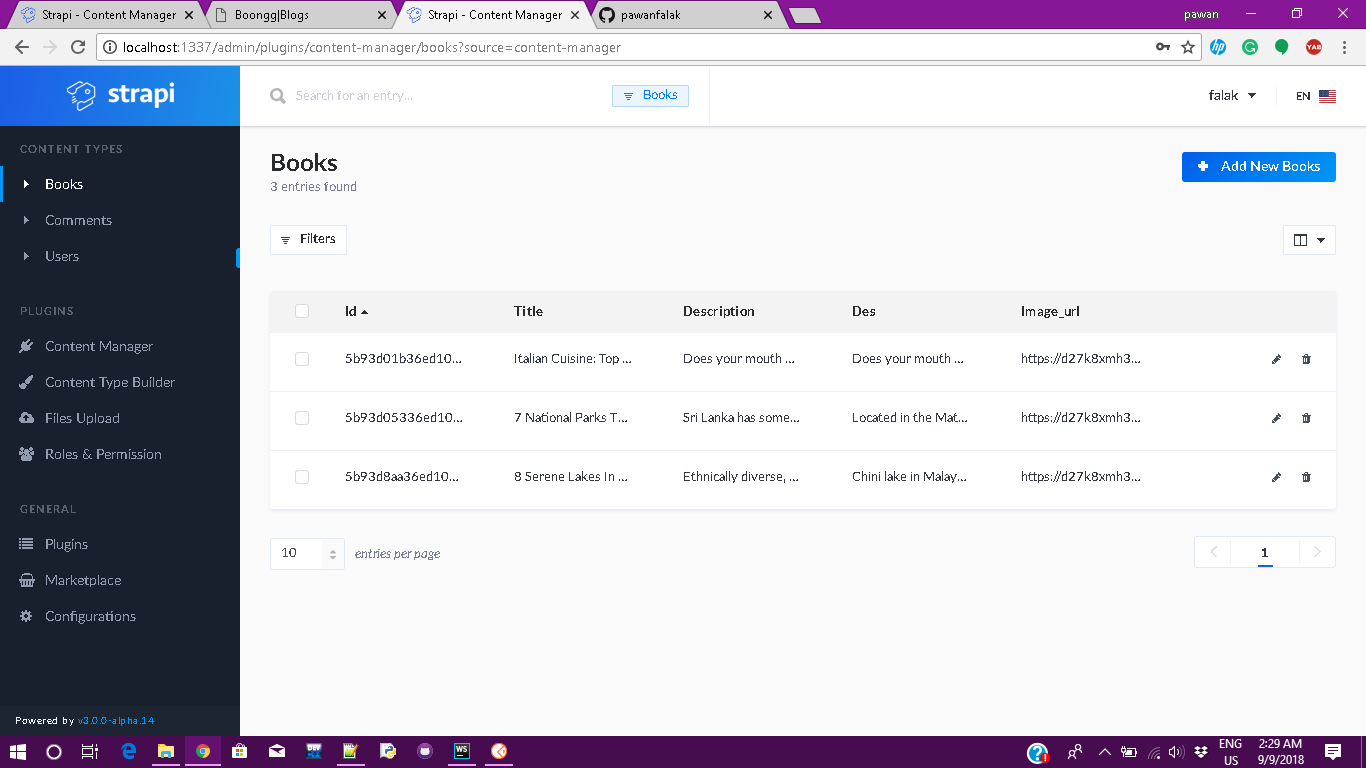 Strapi - Content Manager
Boongg|Blogs
Strapi - Content Manager
pawanfalak
pawan
localhost:1337/admin/plugins/content-manager/books?source=content-manager
hp
G
YAB
strapi
Search for an entry...
Books
falak
EN
CONTENT TYPES
Books
Comments
Users
PLUGINS
Content Manager
Content Type Builder
Files Upload
Roles & Permission
GENERAL
Plugins
Marketplace
Configurations
Powered by v3.0.0-alpha.14
Books
3 entries found
Add New Books
Filters
Id Title Description Des Image_url
5b93d01b36ed10... Italian Cuisine: Top ... Does your mouth ... Does your mouth ... https://d27k8xmh3...
5b93d05336ed10... 7 National Parks T... Sri Lanka has some... Located in the Mat... https://d27k8xmh3...
5b93d8aa36ed10... 8 Serene Lakes In ... Ethnically diverse, ... Chini lake in Malay... https://d27k8xmh3...
10 entries per page
1
WS
?
ENG
US
2:29 AM
9/9/2018